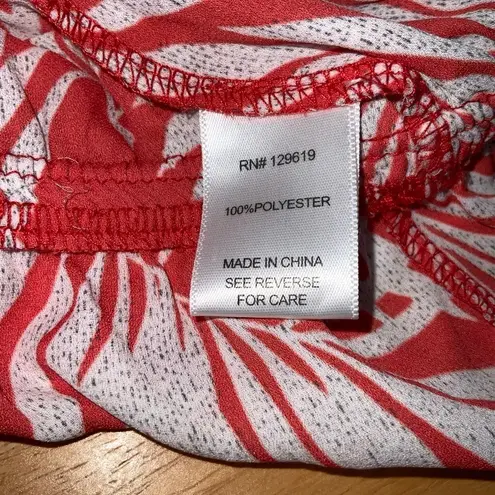 RN# 129619
100%POLYESTER
MADE IN CHINA
SEE REVERSE
FOR CARE